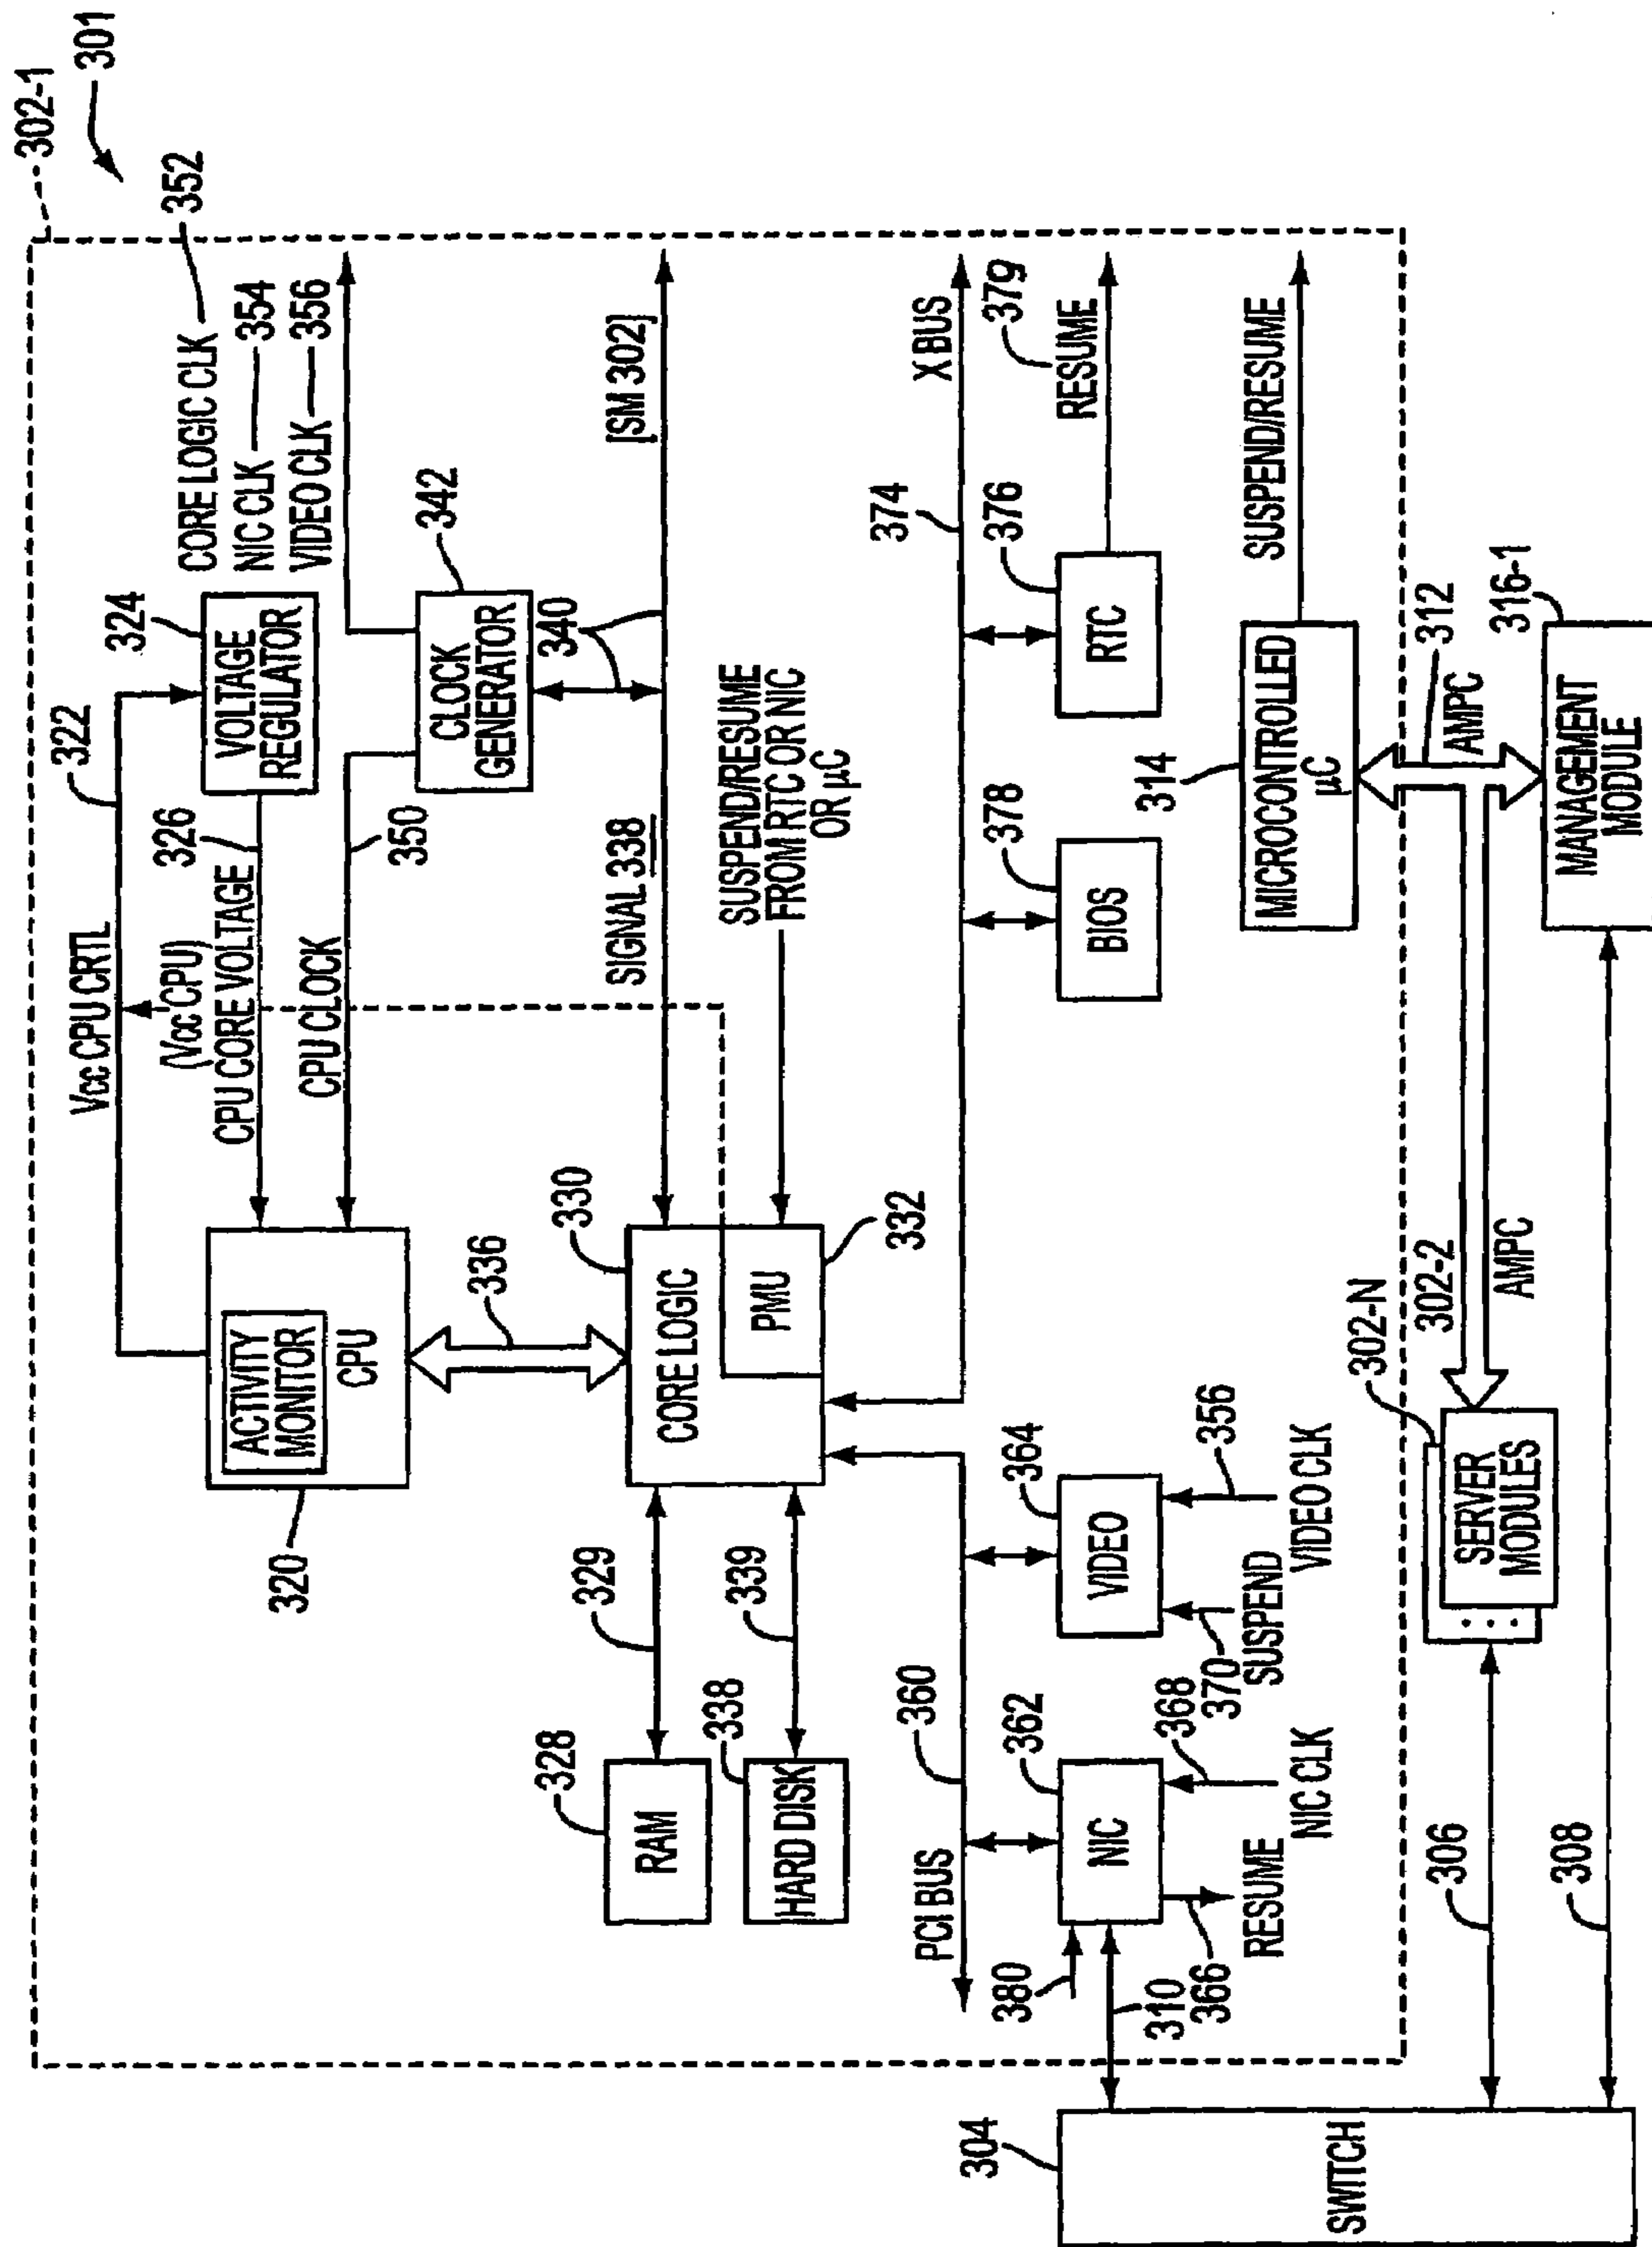 302-1
301
322
324
CORE LOGIC CLK 352
NIC CLK 354
VIDEO CLK 356
Vcc CPU CRTL
VOLTAGE
REGULATOR
326
(Vcc CPU)
CPU CORE VOLTAGE
ACTIVITY
MONITOR
CPU
320
CPU CLOCK
350
342
CLOCK
GENERATOR
336
340
[SM 302]
SIGNAL 338
330
CORE LOGIC
PMU
332
SUSPEND/RESUME
FROM RTC OR NIC
OR µC
328
RAM
329
338
HARD DISK
339
PCI BUS
360
374
X BUS
362
NIC
364
VIDEO
378
BIOS
376
RTC
379
RESUME
380
310
366
RESUME
368
NIC CLK
370
SUSPEND
356
VIDEO CLK
314
MICROCONTROLLED
µC
SUSPEND/RESUME
304
SWITCH
306
308
302-N
302-2
SERVER
MODULES
AMPC
312
AMPC
316-1
MANAGEMENT
MODULE